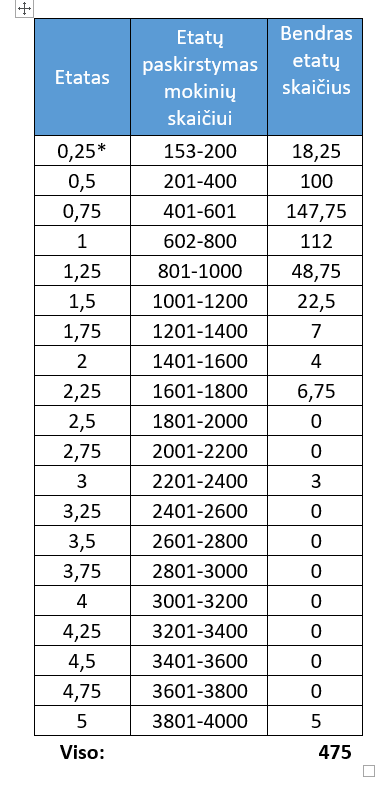 Etatas Etatų paskirstymas mokinių skaičiui Bendras etatų skaičius
0,25* 153-200 18,25
0,5 201-400 100
0,75 401-601 147,75
1 602-800 112
1,25 801-1000 48,75
1,5 1001-1200 22,5
1,75 1201-1400 7
2 1401-1600 4
2,25 1601-1800 6,75
2,5 1801-2000 0
2,75 2001-2200 0
3 2201-2400 3
3,25 2401-2600 0
3,5 2601-2800 0
3,75 2801-3000 0
4 3001-3200 0
4,25 3201-3400 0
4,5 3401-3600 0
4,75 3601-3800 0
5 3801-4000 5
Viso: 475